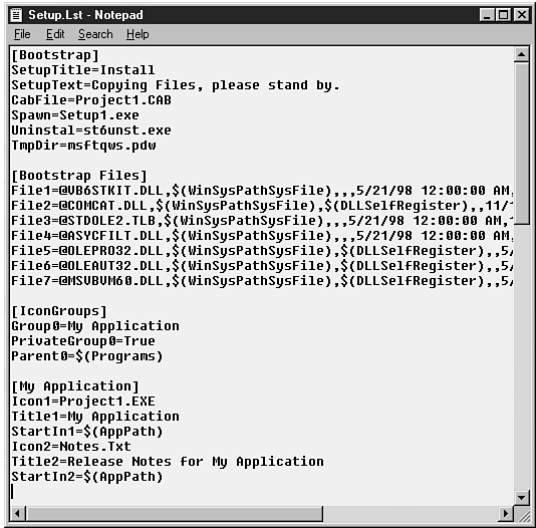 Setup.Lst - Notepad
File Edit Search Help
[Bootstrap]
SetupTitle=Install
SetupText=Copying Files, please stand by.
CabFile=Project1.CAB
Spawn=Setup1.exe
Uninstal=st6unst.exe
TmpDir=msftqws.pdw
[Bootstrap Files]
File1=@VB6STKIT.DLL,$(WinSysPathSysFile),,,5/21/98 12:00:00 AM,
File2=@COMCAT.DLL,$(WinSysPathSysFile),$(DLLSelfRegister),,11/
File3=@STDOLE2.TLB,$(WinSysPathSysFile),,,5/21/98 12:00:00 AM,
File4=@ASYCFILT.DLL,$(WinSysPathSysFile),,,5/21/98 12:00:00 AM,
File5=@OLEPRO32.DLL,$(WinSysPathSysFile),$(DLLSelfRegister),,5/
File6=@OLEAUT32.DLL,$(WinSysPathSysFile),$(DLLSelfRegister),,5/
File7=@MSVBVM60.DLL,$(WinSysPathSysFile),$(DLLSelfRegister),,5/
[IconGroups]
Group0=My Application
PrivateGroup0=True
Parent0=$(Programs)
[My Application]
Icon1=Project1.EXE
Title1=My Application
StartIn1=$(AppPath)
Icon2=Notes.Txt
Title2=Release Notes for My Application
StartIn2=$(AppPath)